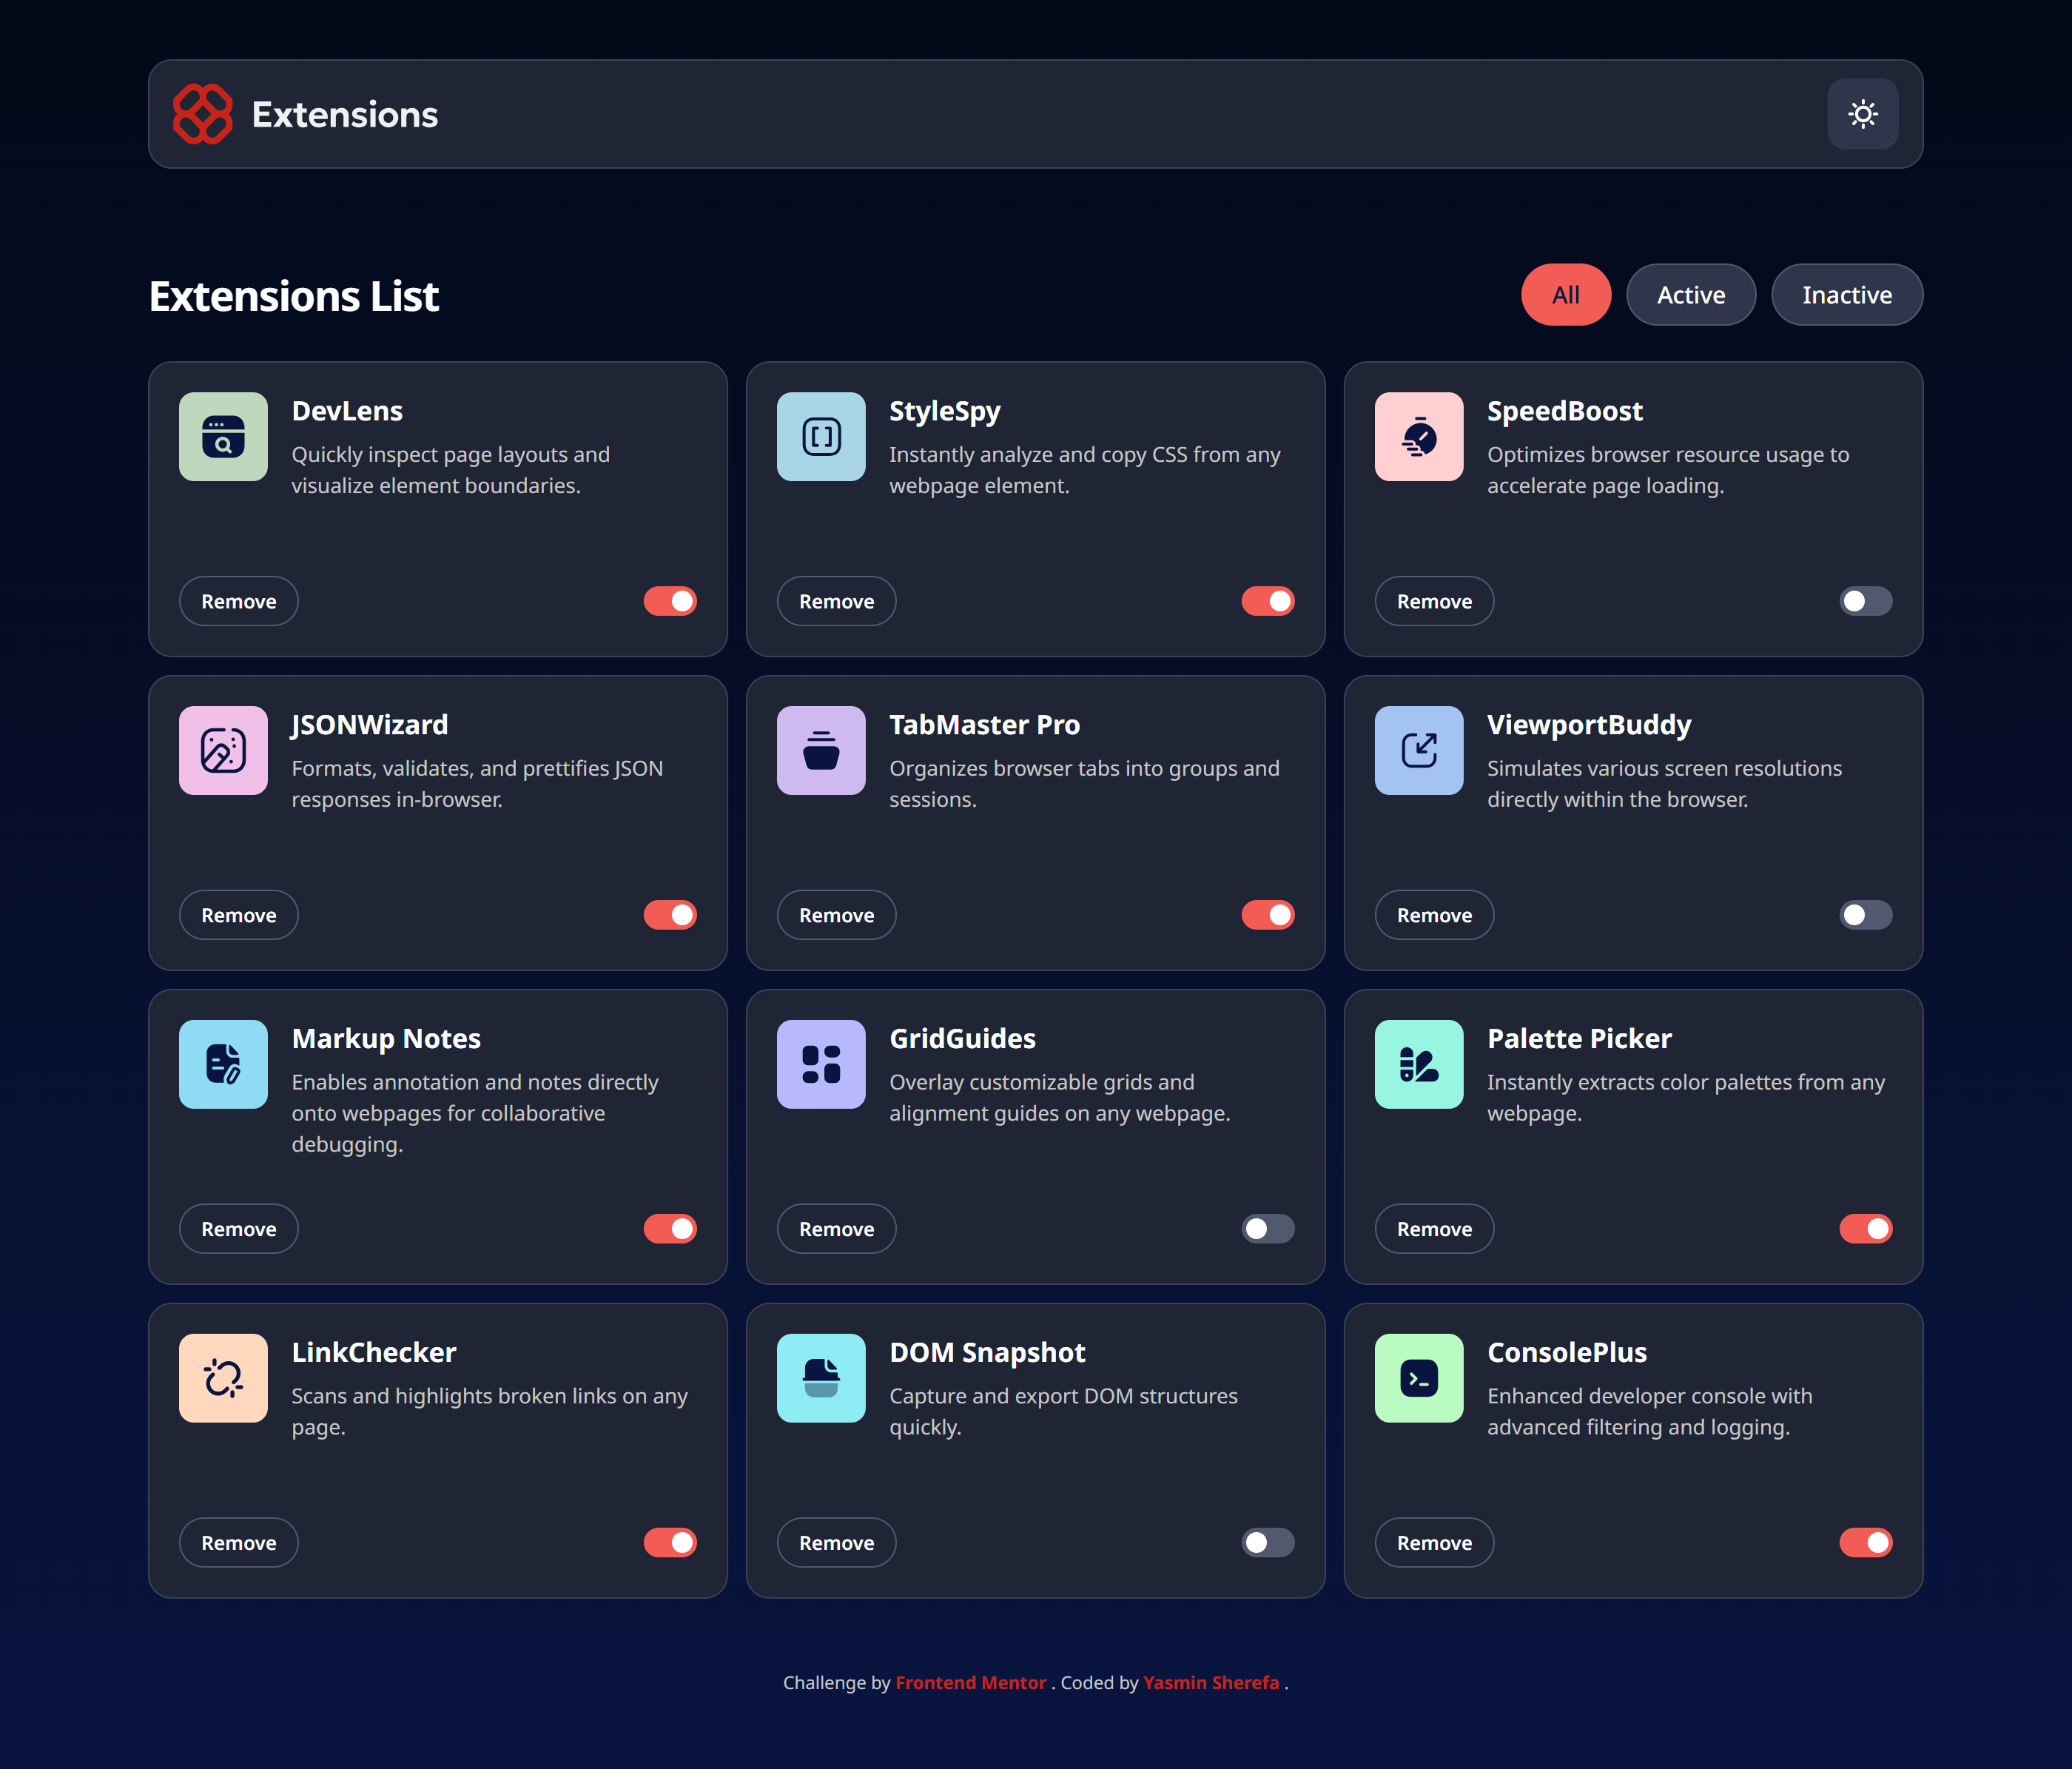 Extensions
Extensions List
All
Active
Inactive
DevLens
Quickly inspect page layouts and
visualize element boundaries.
Remove
StyleSpy
Instantly analyze and copy CSS from any
webpage element.
Remove
SpeedBoost
Optimizes browser resource usage to
accelerate page loading.
Remove
JSONWizard
Formats, validates, and prettifies JSON
responses in-browser.
Remove
TabMaster Pro
Organizes browser tabs into groups and
sessions.
Remove
ViewportBuddy
Simulates various screen resolutions
directly within the browser.
Remove
Markup Notes
Enables annotation and notes directly
onto webpages for collaborative
debugging.
Remove
GridGuides
Overlay customizable grids and
alignment guides on any webpage.
Remove
Palette Picker
Instantly extracts color palettes from any
webpage.
Remove
LinkChecker
Scans and highlights broken links on any
page.
Remove
DOM Snapshot
Capture and export DOM structures
quickly.
Remove
ConsolePlus
Enhanced developer console with
advanced filtering and logging.
Remove
Challenge by Frontend Mentor . Coded by Yasmin Sherefa .